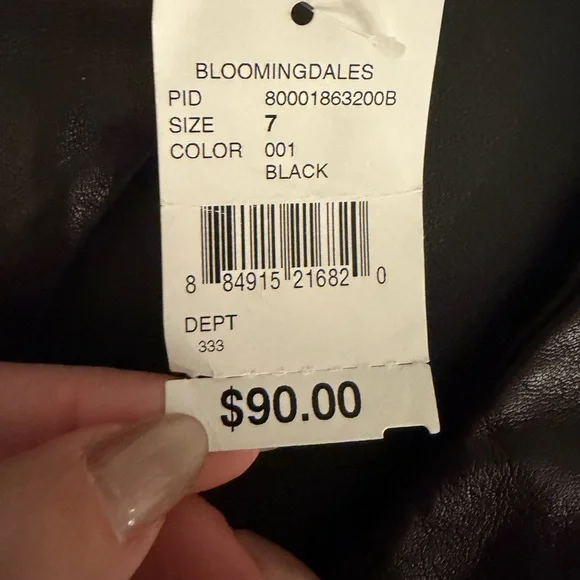 BLOOMINGDALES
PID 80001863200B
SIZE 7
COLOR 001
BLACK
8 84915 21682 0
DEPT
333
$90.00